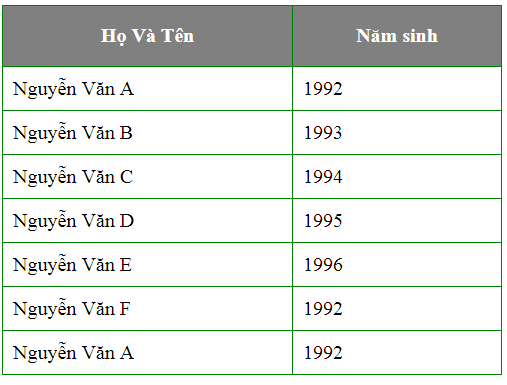 Họ Và Tên Năm sinh
Nguyễn Văn A 1992
Nguyễn Văn B 1993
Nguyễn Văn C 1994
Nguyễn Văn D 1995
Nguyễn Văn E 1996
Nguyễn Văn F 1992
Nguyễn Văn A 1992